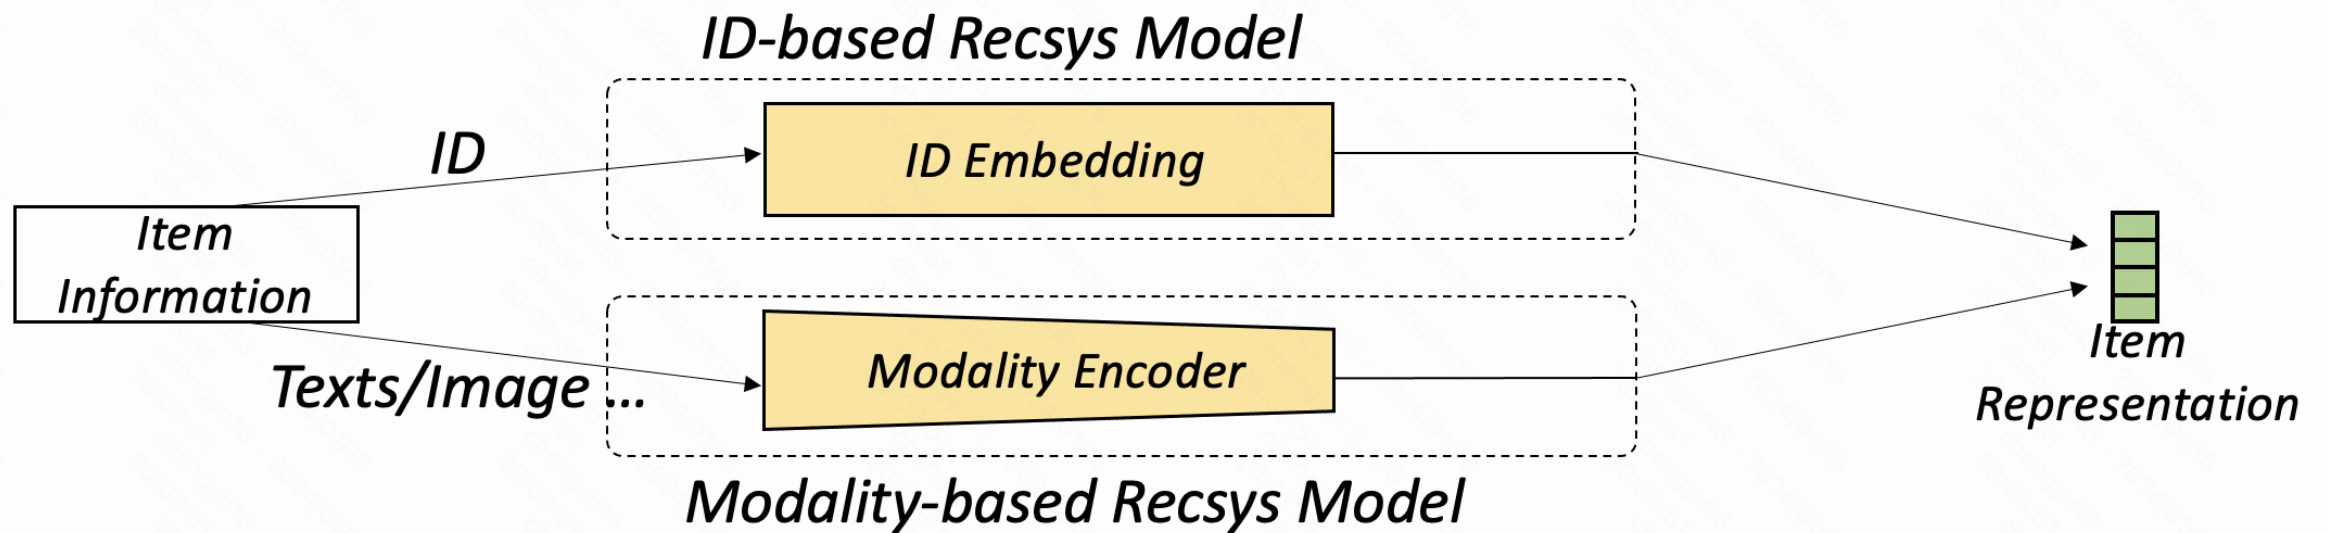 ID-based Recsys Model
ID
ID Embedding
Item
Information
Texts/Image ...
Modality Encoder
Item
Representation
Modality-based Recsys Model